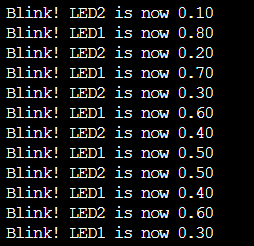 Blink! LED2 is now 0.10
Blink! LED1 is now 0.80
Blink! LED2 is now 0.20
Blink! LED1 is now 0.70
Blink! LED2 is now 0.30
Blink! LED1 is now 0.60
Blink! LED2 is now 0.40
Blink! LED1 is now 0.50
Blink! LED2 is now 0.50
Blink! LED1 is now 0.40
Blink! LED2 is now 0.60
Blink! LED1 is now 0.30